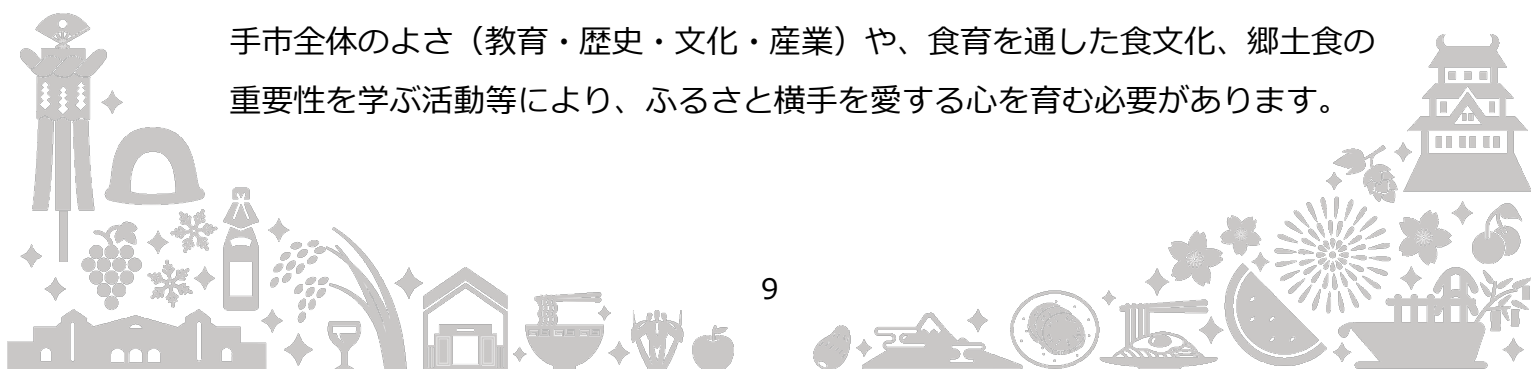 手市全体のよさ（教育・歴史・文化・産業）や、食育を通した食文化、郷土食の
重要性を学ぶ活動等により、ふるさと横手を愛する心を育む必要があります。
9